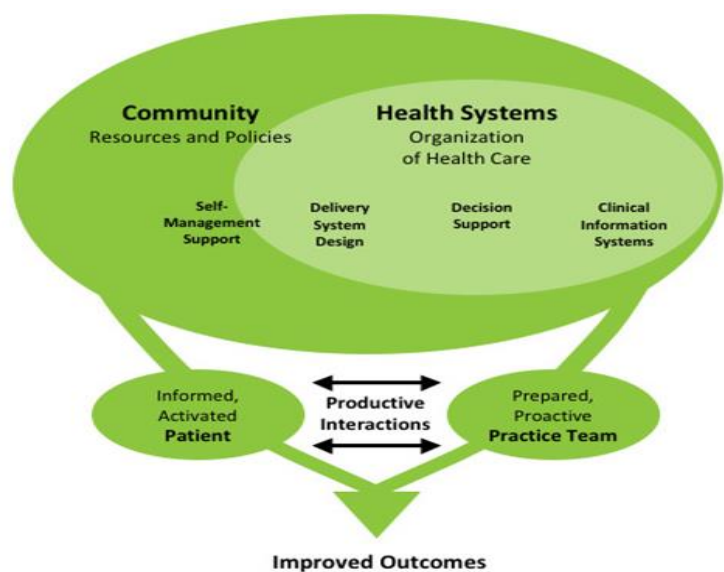 Community
Resources and Policies
Health Systems
Organization
of Health Care
Self-
Management
Support
Delivery
System
Design
Decision
Support
Clinical
Information
Systems
Informed,
Activated
Patient
Productive
Interactions
Prepared,
Proactive
Practice Team
Improved Outcomes